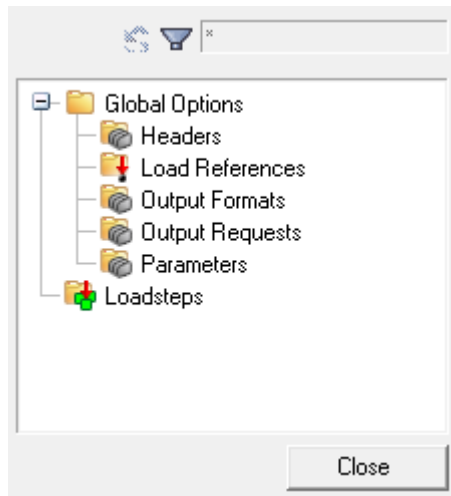 *
Global Options
Headers
Load References
Output Formats
Output Requests
Parameters
Loadsteps
Close